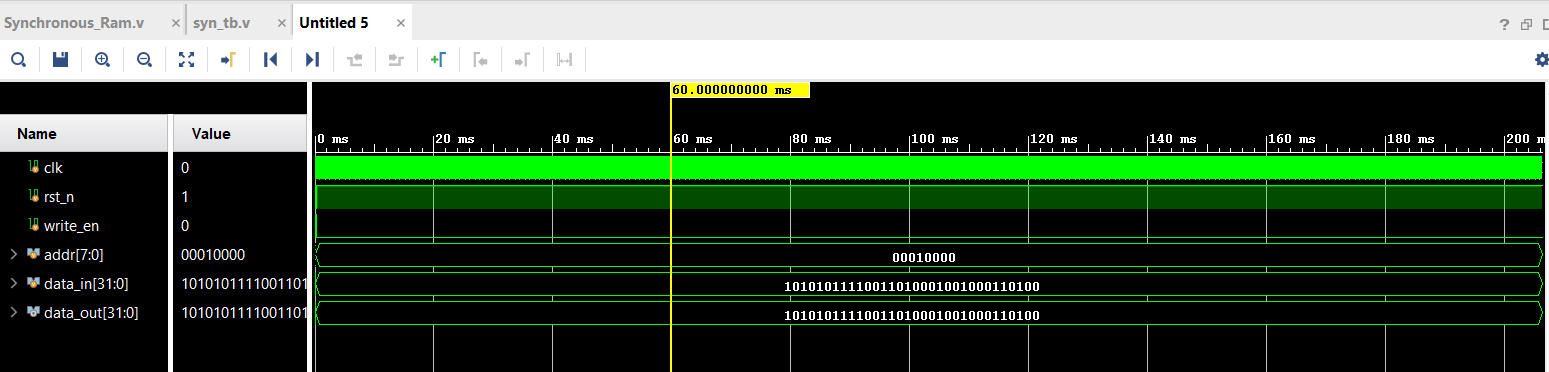 Synchronous_Ram.v × syn_tb.v × Untitled 5 ×
?
60.000000000 ms
Name Value
0 ms 20 ms 40 ms 60 ms 80 ms 100 ms 120 ms 140 ms 160 ms 180 ms 200 m
clk 0
rst_n 1
write_en 0
addr[7:0] 00010000 00010000
data_in[31:0] 1010101111001101 10101011110011010001001000110100
data_out[31:0] 1010101111001101 10101011110011010001001000110100